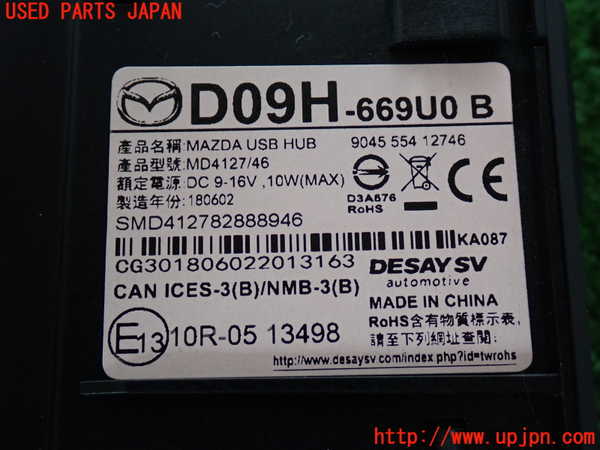 USED PARTS JAPAN
D09H-669U0 B
產品名稱:MAZDA USB HUB 9045 554 12746
產品型號:MD4127/46
額定電源:DC 9-16V ,10W(MAX)
D3A876
RoHS
製造年份:180602
SMD412782888946
KA087
CG301806022013163
DESAY SV
automotive
CAN ICES-3(B)/NMB-3(B)
MADE IN CHINA
E13 10R-05 13498
RoHS含有物質標示表,
請至下列網址查閱:
http://www.desaysv.com/index.php?id=twrohs
UPJ http://www.upjpn.com/